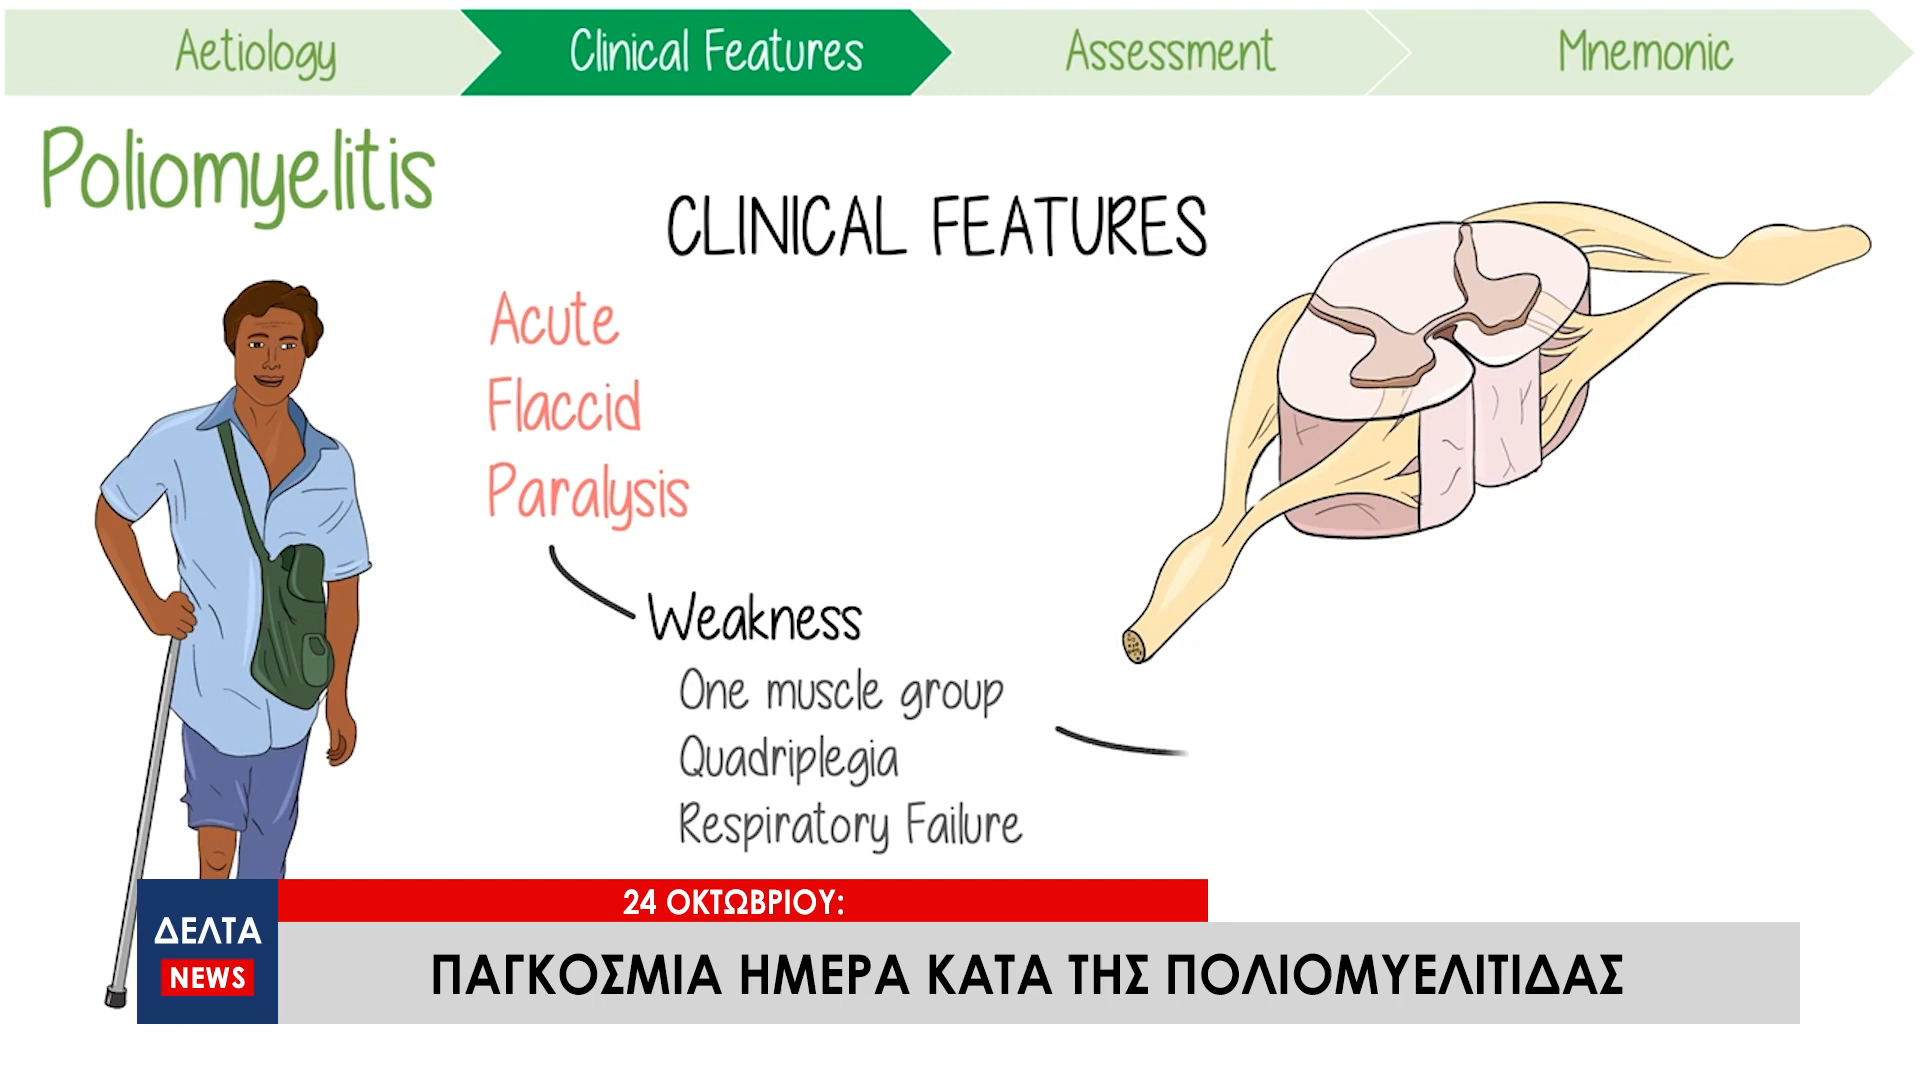 Aetiology
Clinical Features
Assessment
Mnemonic
Poliomyelitis
CLINICAL FEATURES
Acute
Flaccid
Paralysis
Weakness
One muscle group
Quadriplegia
Respiratory Failure
24 ΟΚΤΩΒΡΙΟΥ:
ΔΕΛΤΑ
NEWS
ΠΑΓΚΟΣΜΙΑ ΗΜΕΡΑ ΚΑΤΑ ΤΗΣ ΠΟΛΙΟΜΥΕΛΙΤΙΔΑΣ